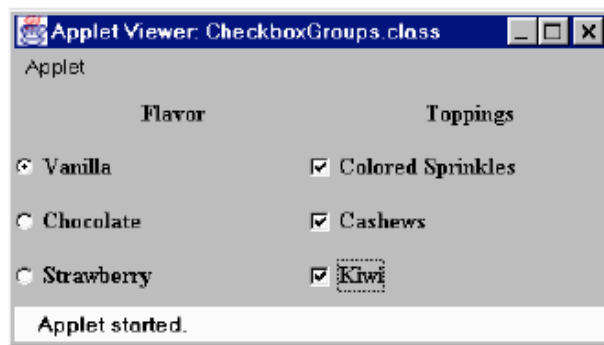 Applet Viewer: CheckboxGroups.class
Applet
Flavor Toppings
Vanilla Colored Sprinkles
Chocolate Cashews
Strawberry Kiwi
Applet started.